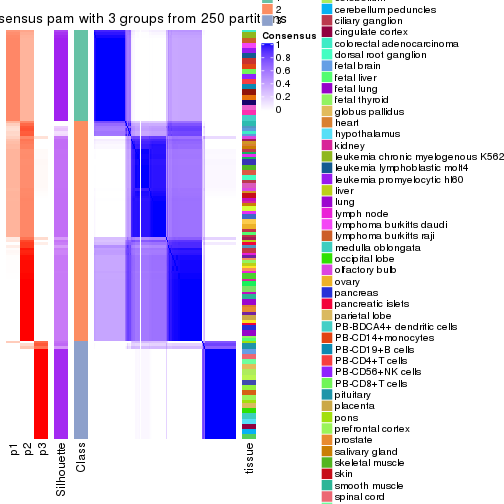 sensus pam with 3 groups from 250 partitions
1
2
3
Consensus
1
0.8
0.6
0.4
0.2
0
cerebellum peduncles
ciliary ganglion
cingulate cortex
colorectal adenocarcinoma
dorsal root ganglion
fetal brain
fetal liver
fetal lung
fetal thyroid
globus pallidus
heart
hypothalamus
kidney
leukemia chronic myelogenous K562
leukemia lymphoblastic molt4
leukemia promyelocytic hl60
liver
lung
lymph node
lymphoma burkitts daudi
lymphoma burkitts raji
medulla oblongata
occipital lobe
olfactory bulb
ovary
pancreas
pancreatic islets
parietal lobe
PB-BDCA4+ dendritic cells
PB-CD14+monocytes
PB-CD19+B cells
PB-CD4+T cells
PB-CD56+NK cells
PB-CD8+T cells
pituitary
placenta
pons
prefrontal cortex
prostate
salivary gland
skeletal muscle
skin
smooth muscle
spinal cord
p1
p2
p3
Silhouette
Class
tissue